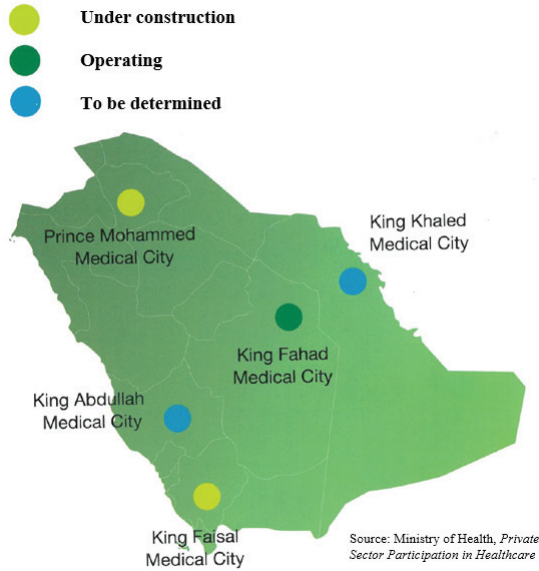 Under construction
Operating
To be determined
King Khaled
Medical City
Prince Mohammed
Medical City
King Fahad
Medical City
King Abdullah
Medical City
King Faisal
Medical City
Source: Ministry of Health, Private
Sector Participation in Healthcare